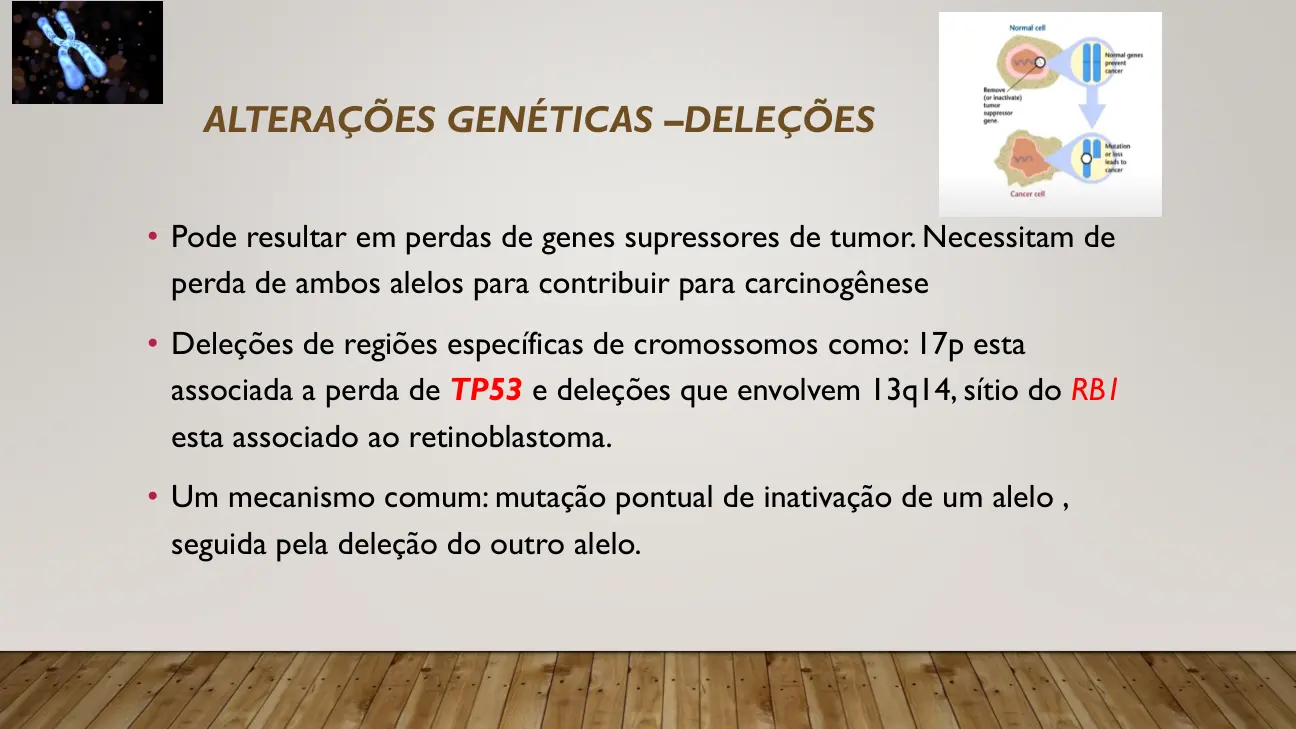 ALTERAÇÕES GENÉTICAS –DELEÇÕES
Normal cell
Normal genes
prevent
cancer
Remove
(or inactivate)
tumor
suppressor
gene.
Mutation
or loss
leads to
cancer
Cancer cell
• Pode resultar em perdas de genes supressores de tumor. Necessitam de
perda de ambos alelos para contribuir para carcinogênese
• Deleções de regiões específicas de cromossomos como: 17p esta
associada a perda de TP53 e deleções que envolvem 13q14, sítio do RB1
esta associado ao retinoblastoma.
• Um mecanismo comum: mutação pontual de inativação de um alelo ,
seguida pela deleção do outro alelo.